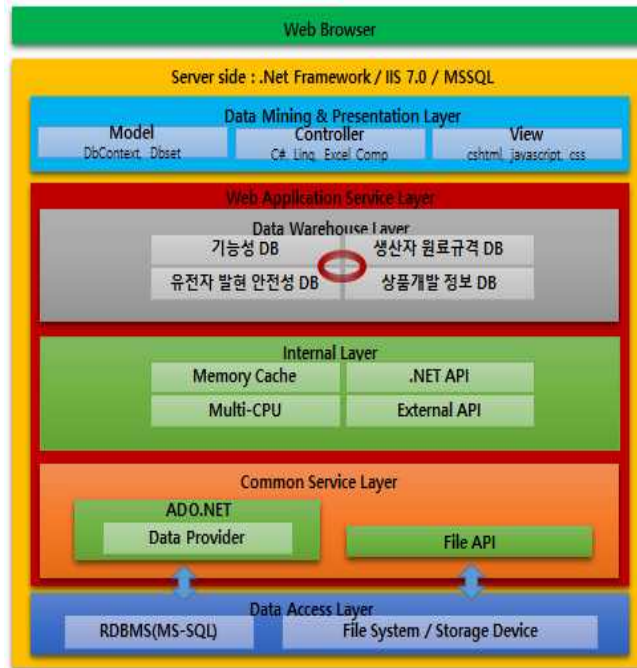 Web Browser
Server side : .Net Framework / IIS 7.0 / MSSQL
Data Mining & Presentation Layer
Model
DbContext, Dbset
Controller
C#, Linq, Excel Comp
View
cshtml, javascript, css
Web Application Service Layer
Data Warehouse Layer
기능성 DB
생산자 원료규격 DB
유전자 발현 안전성 DB
상품개발 정보 DB
Internal Layer
Memory Cache
.NET API
Multi-CPU
External API
Common Service Layer
ADO.NET
Data Provider
File API
Data Access Layer
RDBMS(MS-SQL)
File System / Storage Device